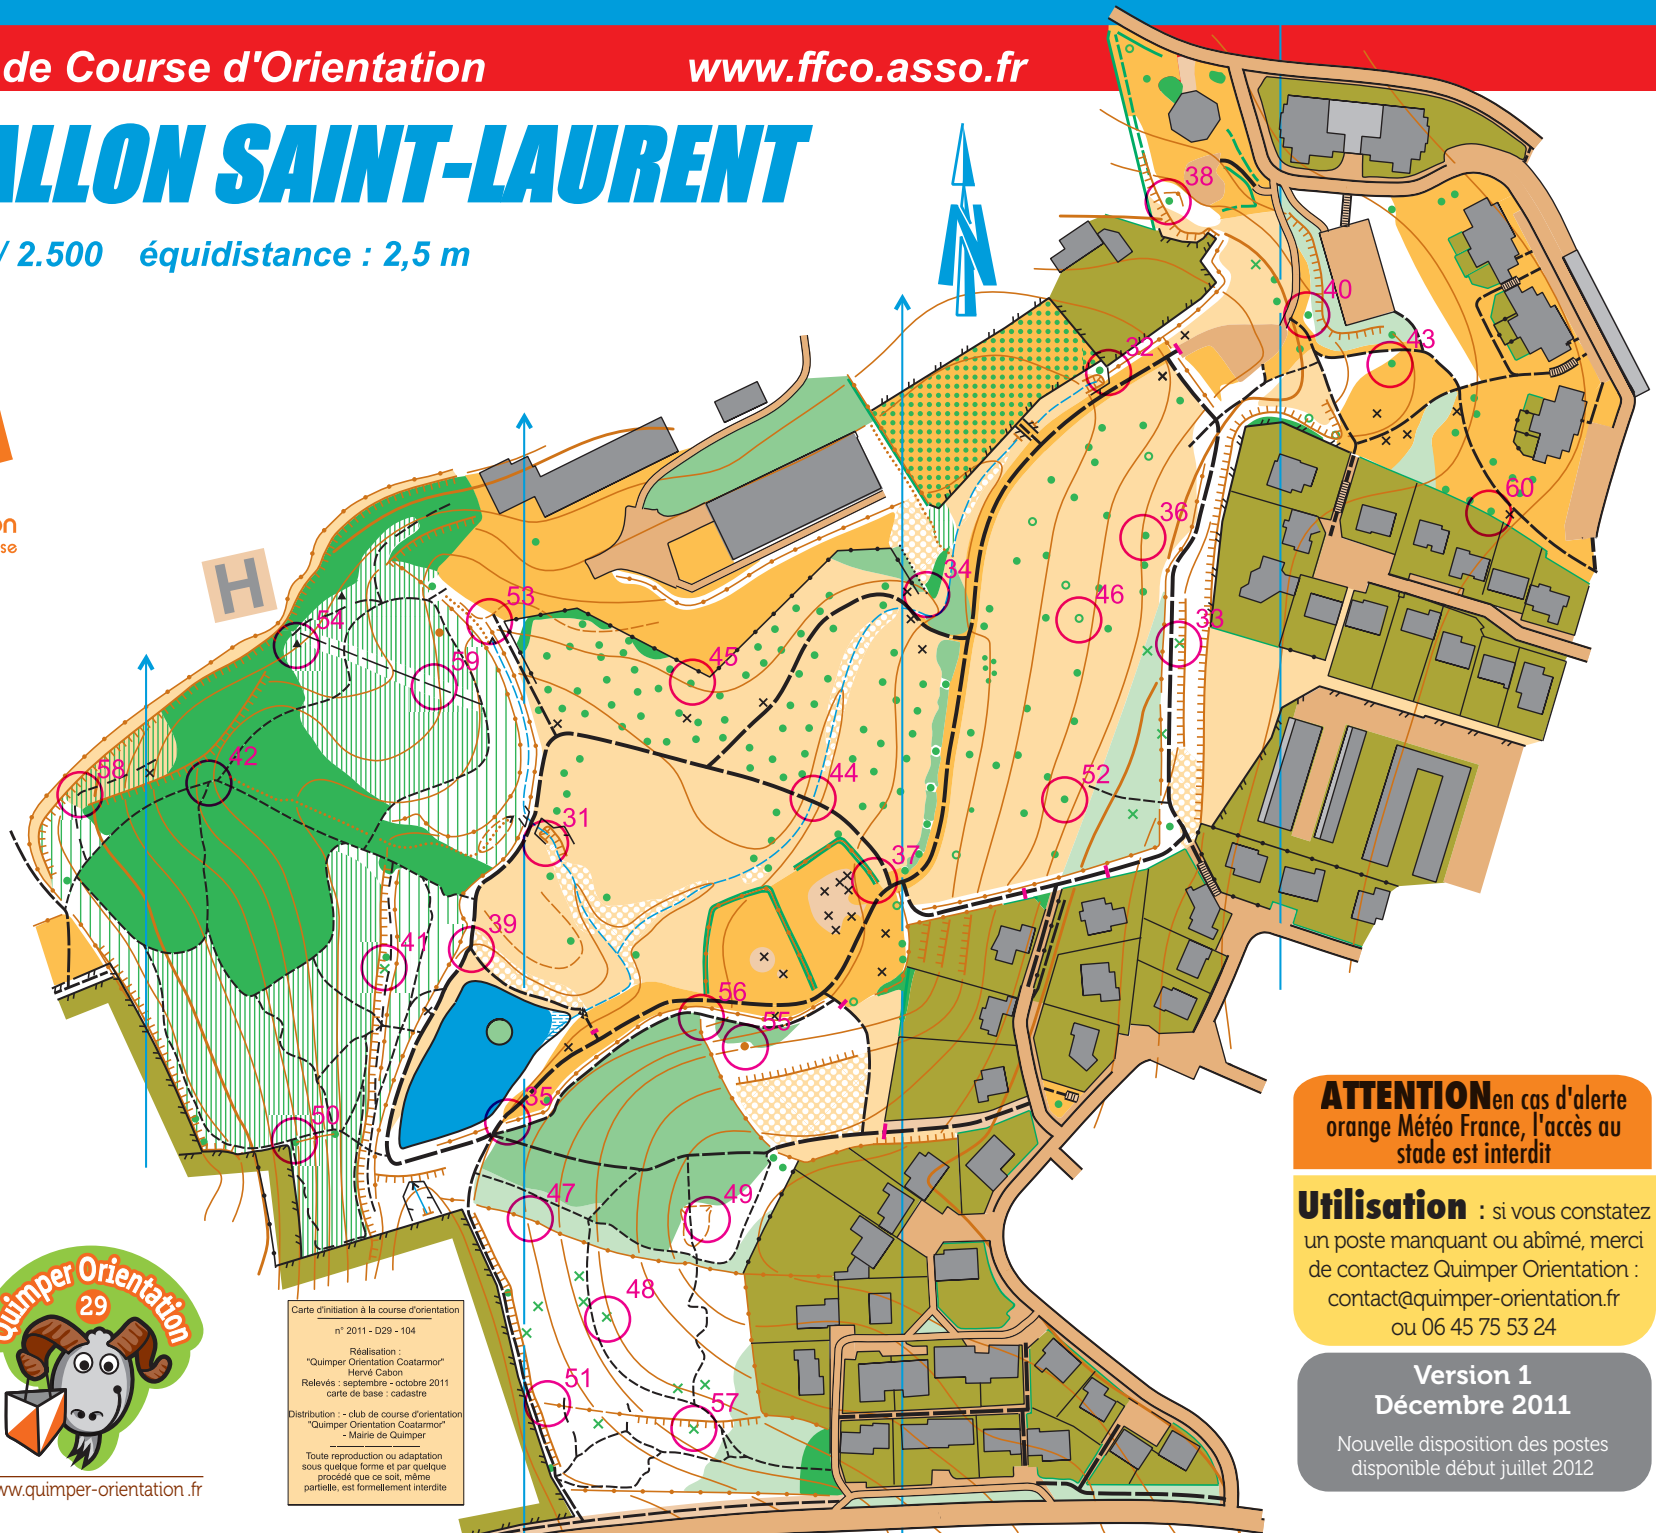 de Course d'Orientation www.ffco.asso.fr
ALLON SAINT-LAURENT
/ 2.500 équidistance : 2,5 m
N
38
40
43
32
60
36
34
46
33
53
54
59
45
42
58
44
52
31
37
39
41
56
55
35
50
47
49
48
51
57
H
on
se
Quimper Orientation
29
ww.quimper-orientation .fr
Carte d'initiation à la course d'orientation
n° 2011 - D29 - 104
Réalisation :
"Quimper Orientation Coatarmor"
Hervé Cabon
Relevés : septembre - octobre 2011
carte de base : cadastre
Distribution : - club de course d'orientation
"Quimper Orientation Coatarmor"
- Mairie de Quimper
Toute reproduction ou adaptation
sous quelque forme et par quelque
procédé que ce soit, même
partielle, est formellement interdite
ATTENTION en cas d'alerte
orange Météo France, l'accès au
stade est interdit
Utilisation : si vous constatez
un poste manquant ou abîmé, merci
de contactez Quimper Orientation :
contact@quimper-orientation.fr
ou 06 45 75 53 24
Version 1
Décembre 2011
Nouvelle disposition des postes
disponible début juillet 2012